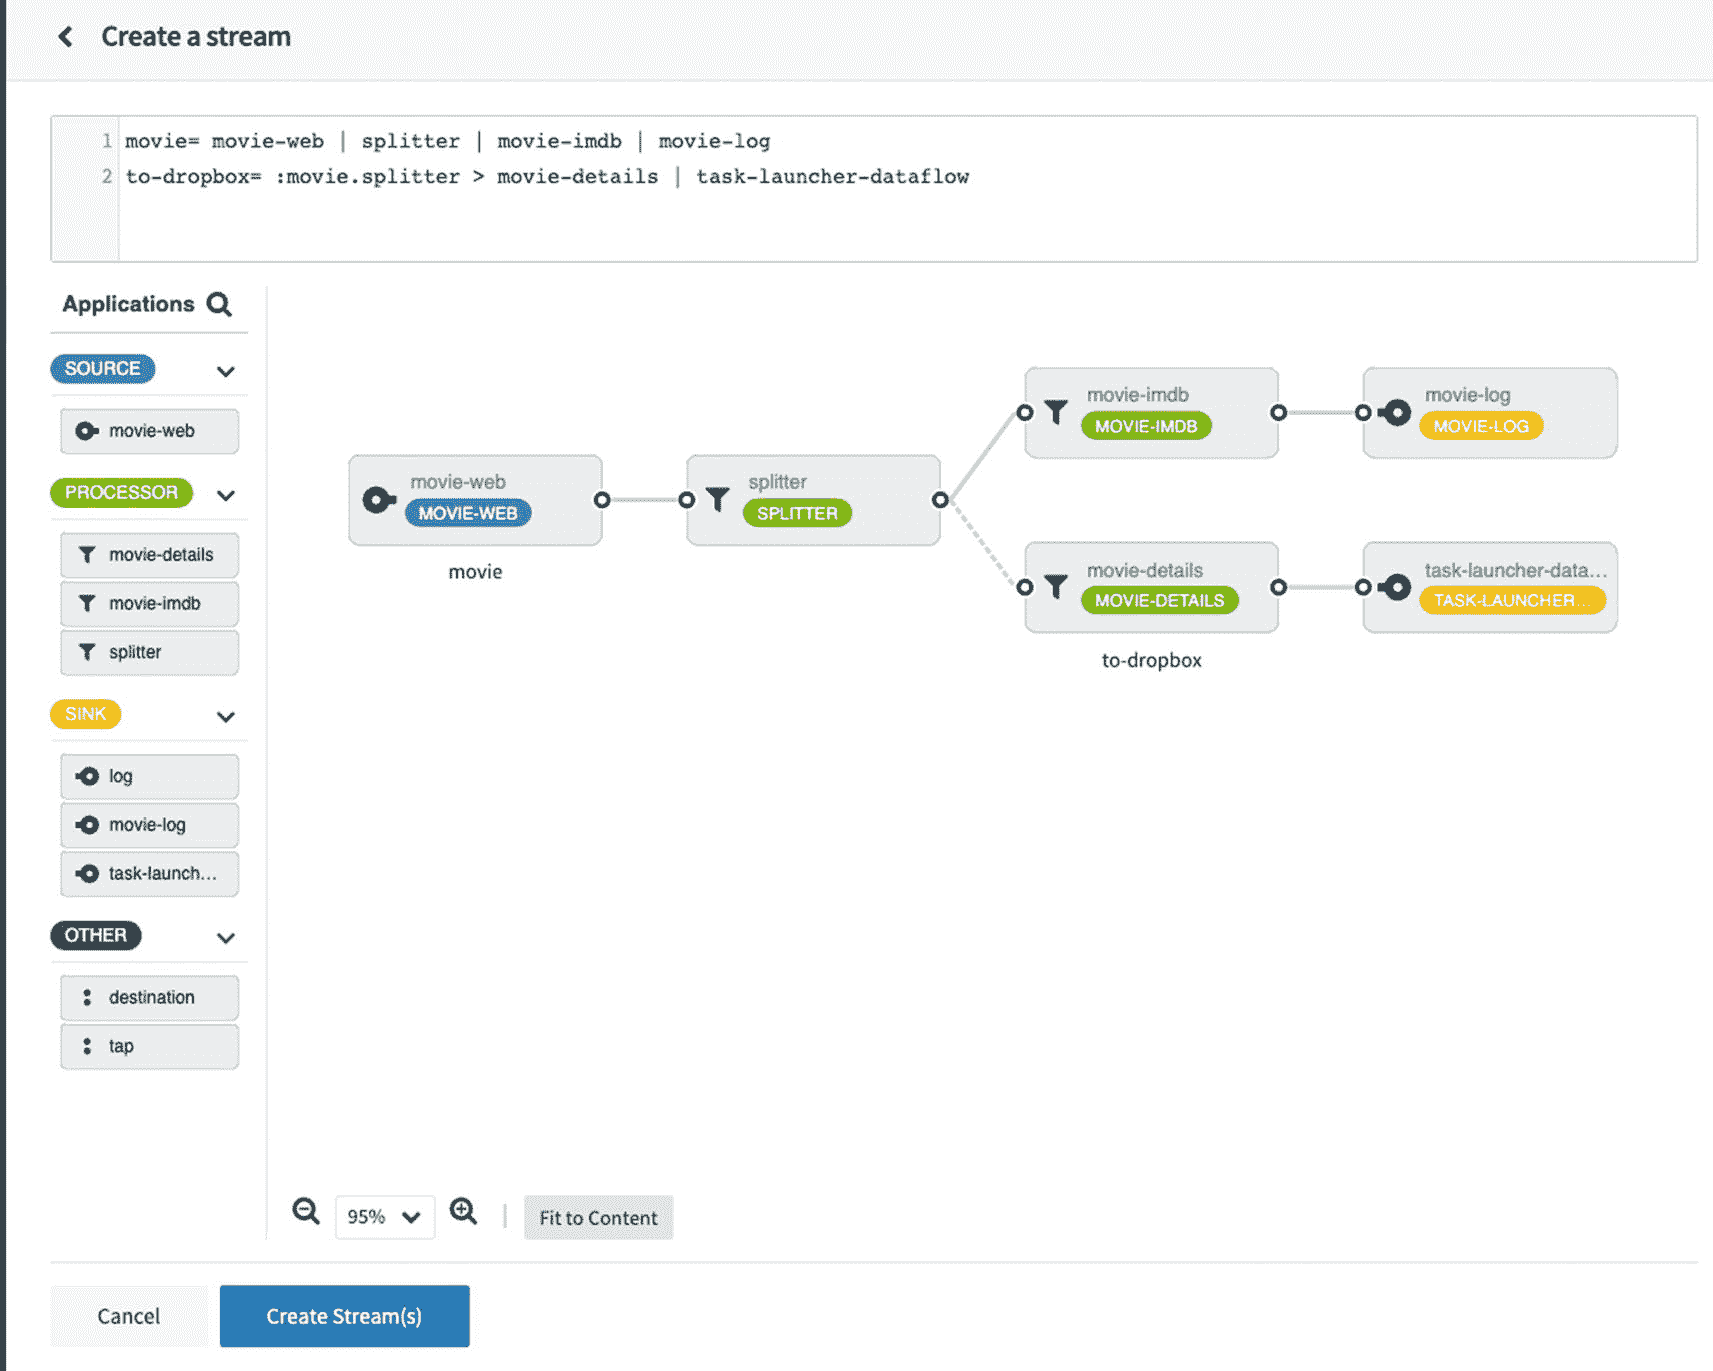 Create a stream
1 movie= movie-web | splitter | movie-imdb | movie-log
2 to-dropbox= :movie.splitter > movie-details | task-launcher-dataflow
Applications
SOURCE
movie-web
PROCESSOR
movie-details
movie-imdb
splitter
SINK
log
movie-log
task-launch...
OTHER
destination
tap
movie-web
MOVIE-WEB
movie
splitter
SPLITTER
movie-imdb
MOVIE-IMDB
movie-log
MOVIE-LOG
movie-details
MOVIE-DETAILS
to-dropbox
task-launcher-data...
TASK-LAUNCHER...
95%
Fit to Content
Cancel
Create Stream(s)